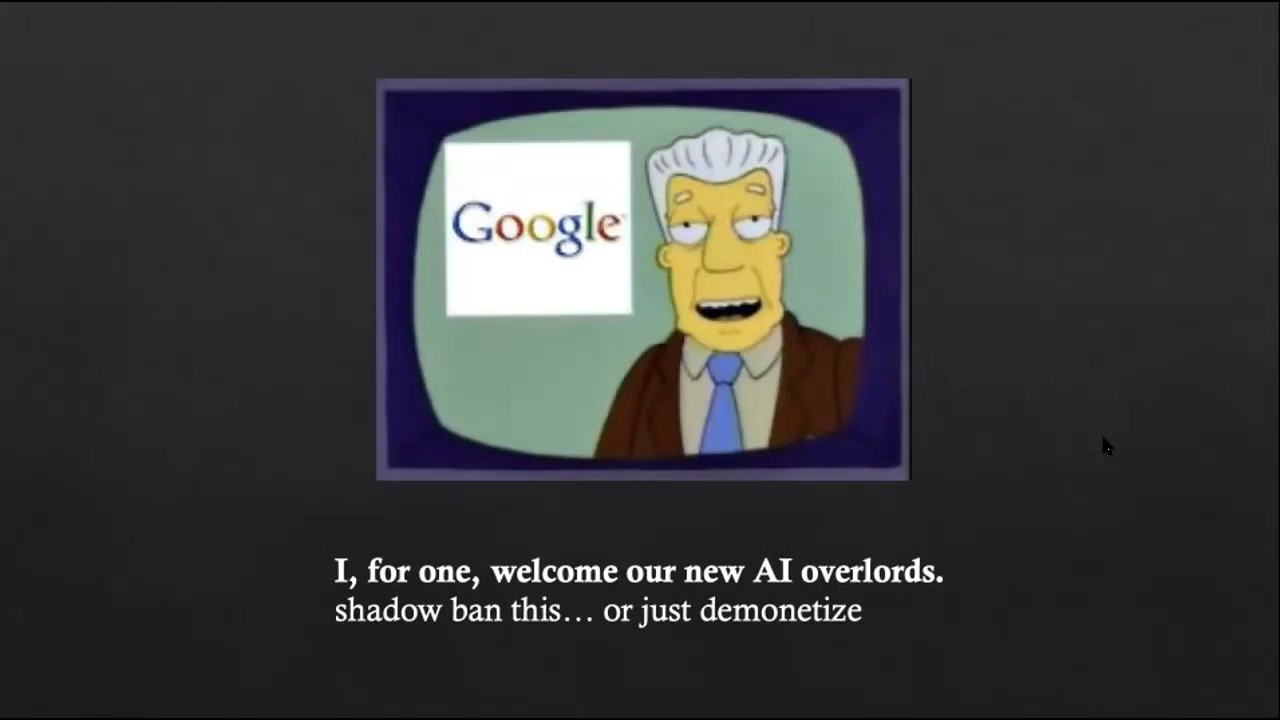 Google
I, for one, welcome our new AI overlords.
shadow ban this… or just demonetize